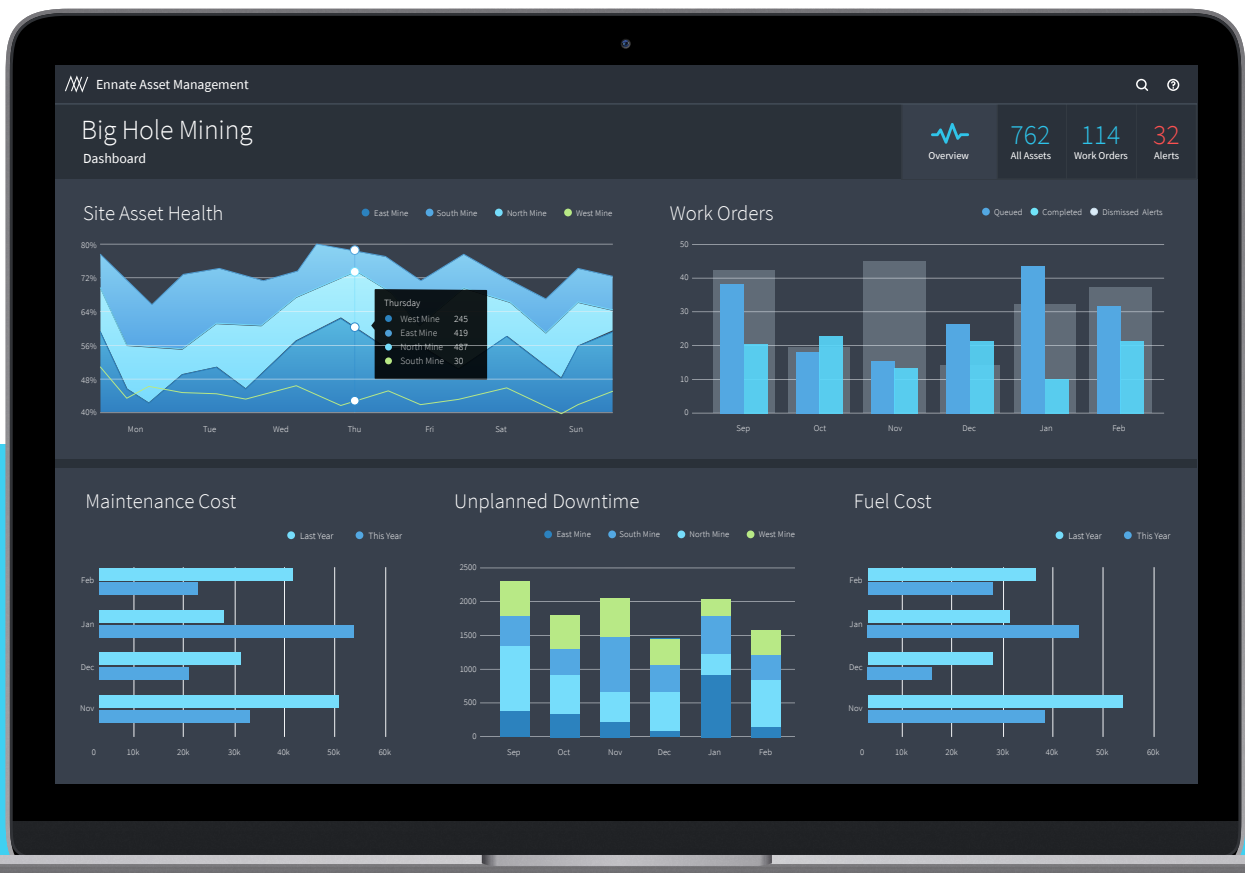 Ennate Asset Management
Big Hole Mining
Dashboard
Overview
762
All Assets
114
Work Orders
32
Alerts
Site Asset Health
East Mine South Mine North Mine West Mine
80%
72%
64%
56%
48%
40%
Thursday
West Mine 245
East Mine 419
North Mine 487
South Mine 30
Mon Tue Wed Thu Fri Sat Sun
Work Orders
Queued Completed Dismissed Alerts
50
40
30
20
10
0
Sep Oct Nov Dec Jan Feb
Maintenance Cost
Last Year This Year
Feb
Jan
Dec
Nov
0 10k 20k 30k 40k 50k 60k
Unplanned Downtime
East Mine South Mine North Mine West Mine
2500
2000
1500
1000
500
0
Sep Oct Nov Dec Jan Feb
Fuel Cost
Last Year This Year
Feb
Jan
Dec
Nov
0 10k 20k 30k 40k 50k 60k